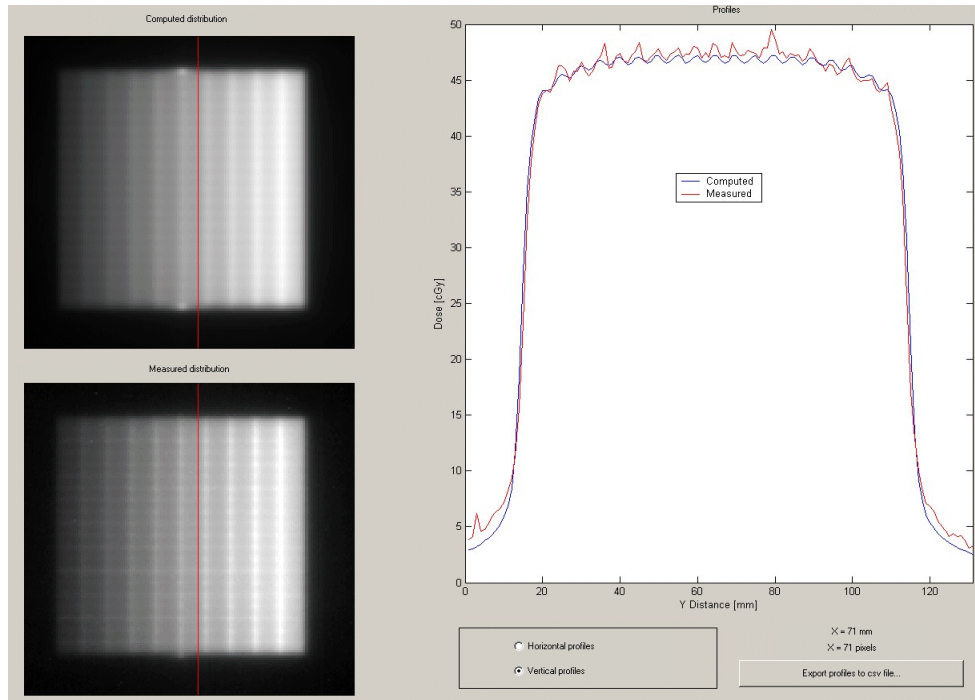 Computed distribution
Measured distribution
Profiles
50
45
40
35
30
25
20
15
10
5
0
Dose [cGy]
Computed
Measured
0 20 40 60 80 100 120
Y Distance [mm]
Horizontal profiles
Vertical profiles
X = 71 mm
X = 71 pixels
Export profiles to csv file...